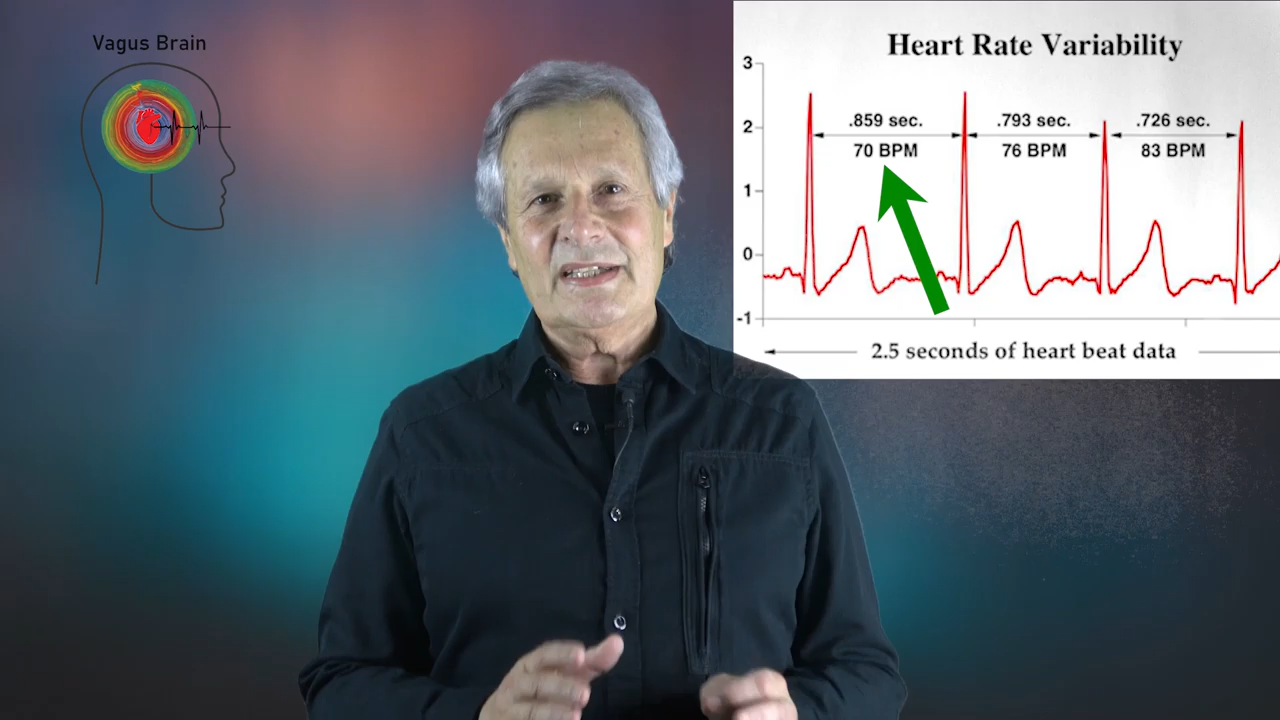 Vagus Brain
Heart Rate Variability
3
2
1
0
-1
.859 sec.
70 BPM
.793 sec.
76 BPM
.726 sec.
83 BPM
2.5 seconds of heart beat data